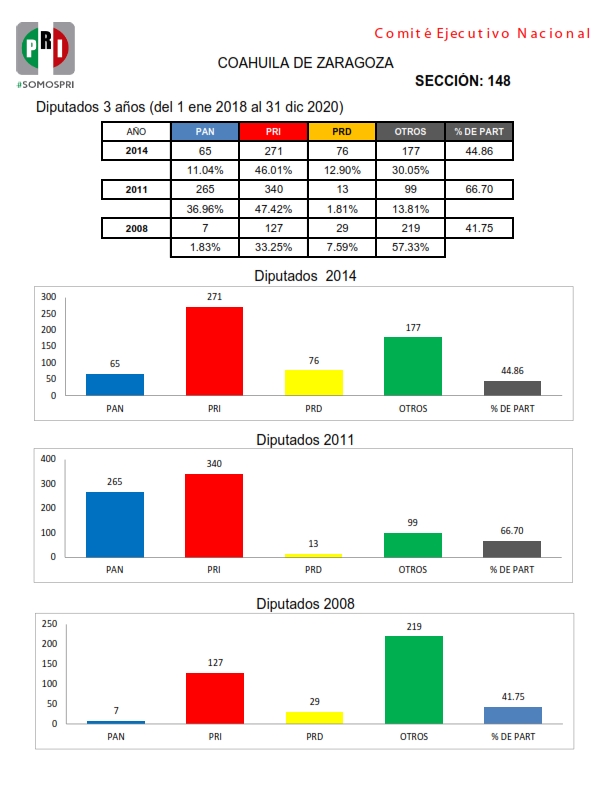 Comité Ejecutivo Nacional
PRI
#SOMOSPRI
COAHUILA DE ZARAGOZA
SECCIÓN: 148
Diputados 3 años (del 1 ene 2018 al 31 dic 2020)
AÑO PAN PRI PRD OTROS % DE PART
2014 65 271 76 177 44.86
11.04% 46.01% 12.90% 30.05%
2011 265 340 13 99 66.70
36.96% 47.42% 1.81% 13.81%
2008 7 127 29 219 41.75
1.83% 33.25% 7.59% 57.33%
Diputados 2014
300
250
200
150
100
50
0
65 271 76 177 44.86
PAN PRI PRD OTROS % DE PART
Diputados 2011
400
300
200
100
0
265 340 13 99 66.70
PAN PRI PRD OTROS % DE PART
Diputados 2008
250
200
150
100
50
0
7 127 29 219 41.75
PAN PRI PRD OTROS % DE PART